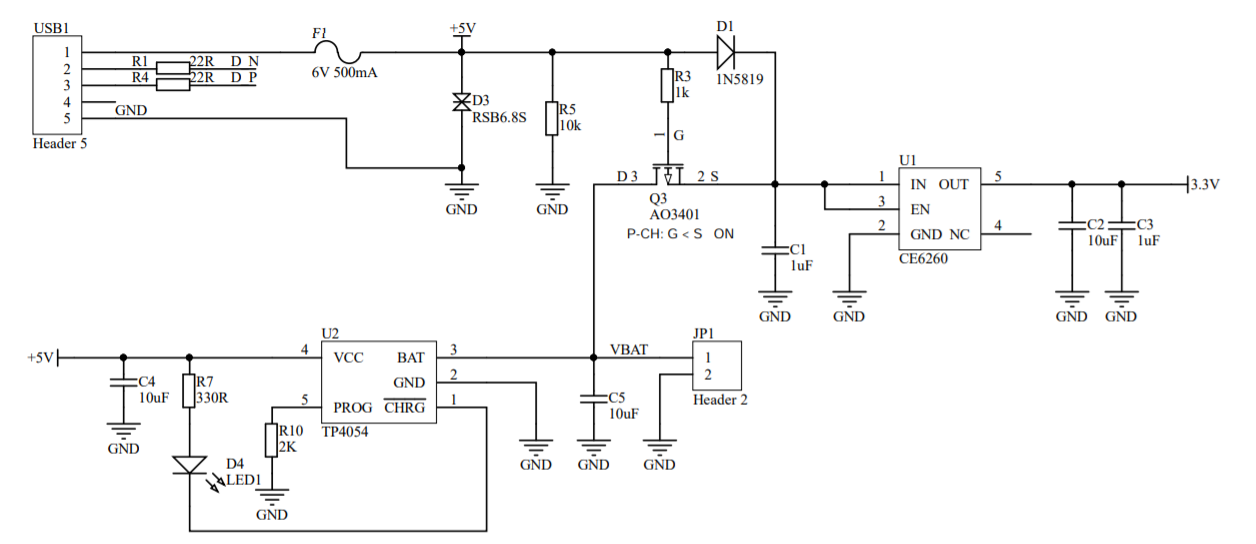 USB1
1
2
3
4
5
Header 5
R1
22R
D_N
R4
22R
D_P
GND
F1
6V 500mA
+5V
D3
RSB6.8S
GND
R5
10k
GND
R3
1k
1
G
D1
1N5819
D 3
2 S
Q3
AO3401
P-CH: G < S ON
C1
1uF
GND
U1
1
IN
OUT
5
3
EN
2
GND
NC
4
CE6260
GND
3.3V
C2
10uF
GND
C3
1uF
GND
+5V
C4
10uF
GND
R7
330R
D4
LED1
U2
4
VCC
BAT
3
GND
2
5
PROG
CHRG
1
TP4054
R10
2K
GND
GND
VBAT
C5
10uF
GND
JP1
1
2
Header 2
GND